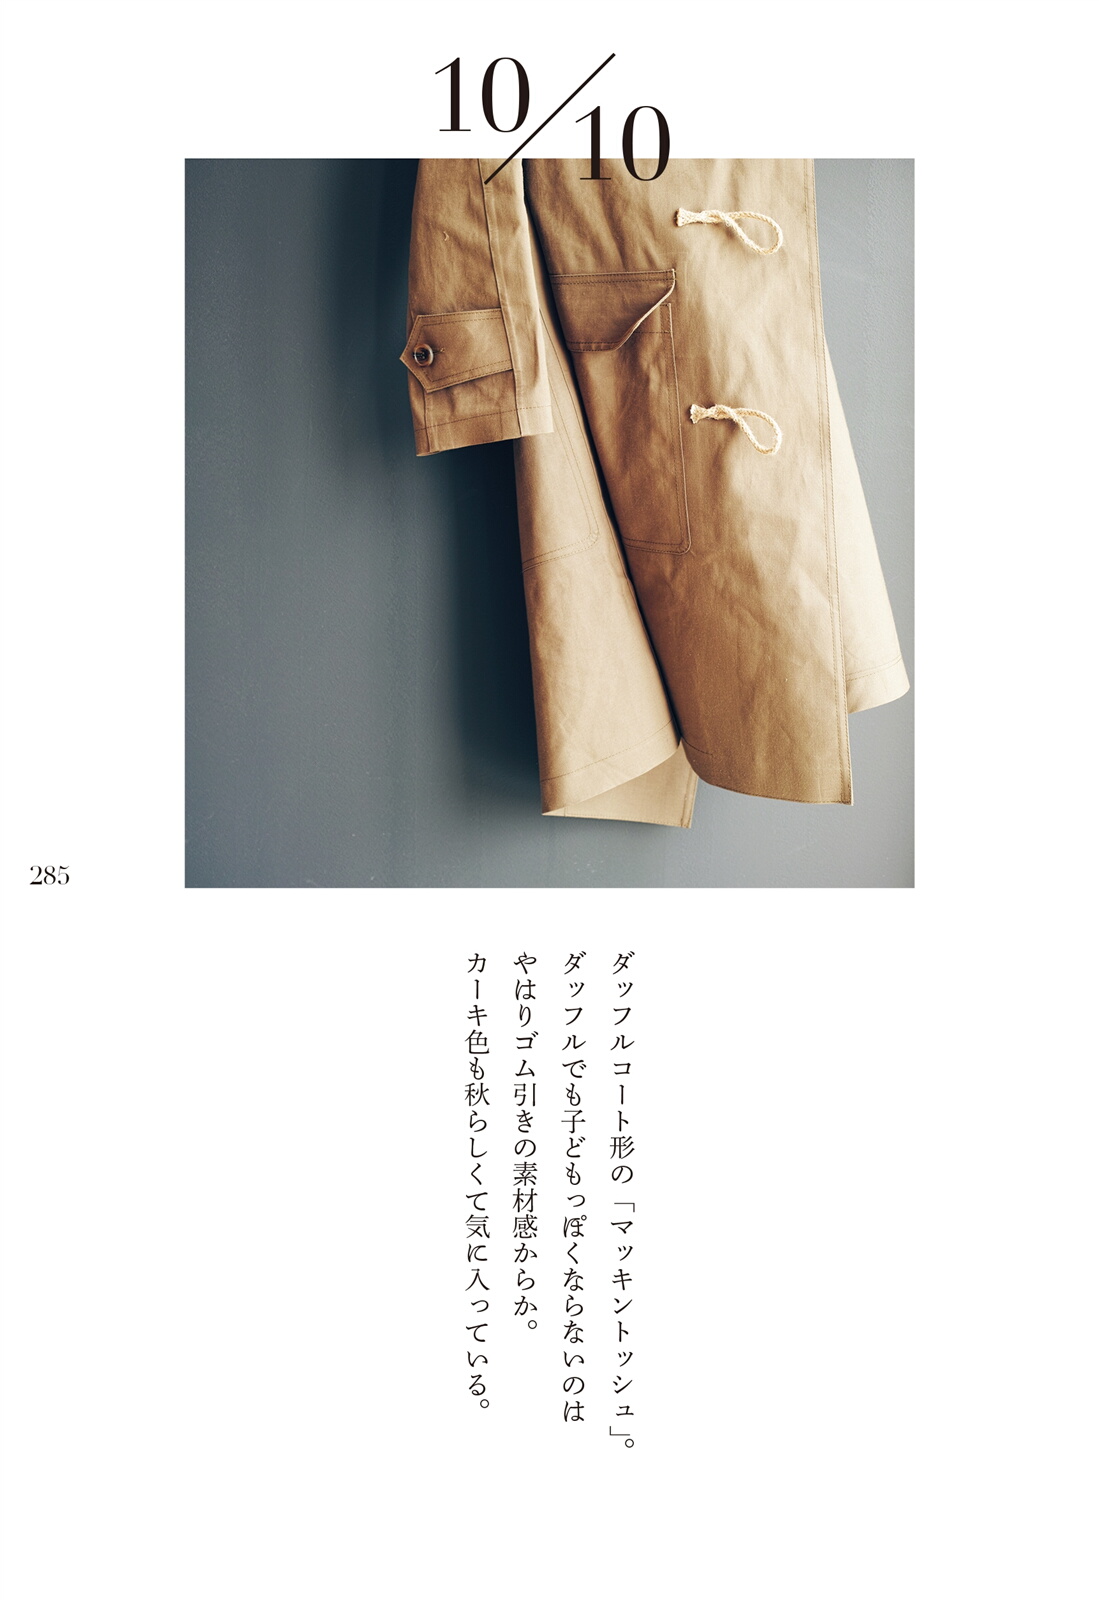 10/10
ダッフルコート形の「マッキントッシュ」。
ダッフルでも子どもっぽくならないのは
やはりゴム引きの素材感からか。
カーキ色も秋らしくて気に入っている。
285